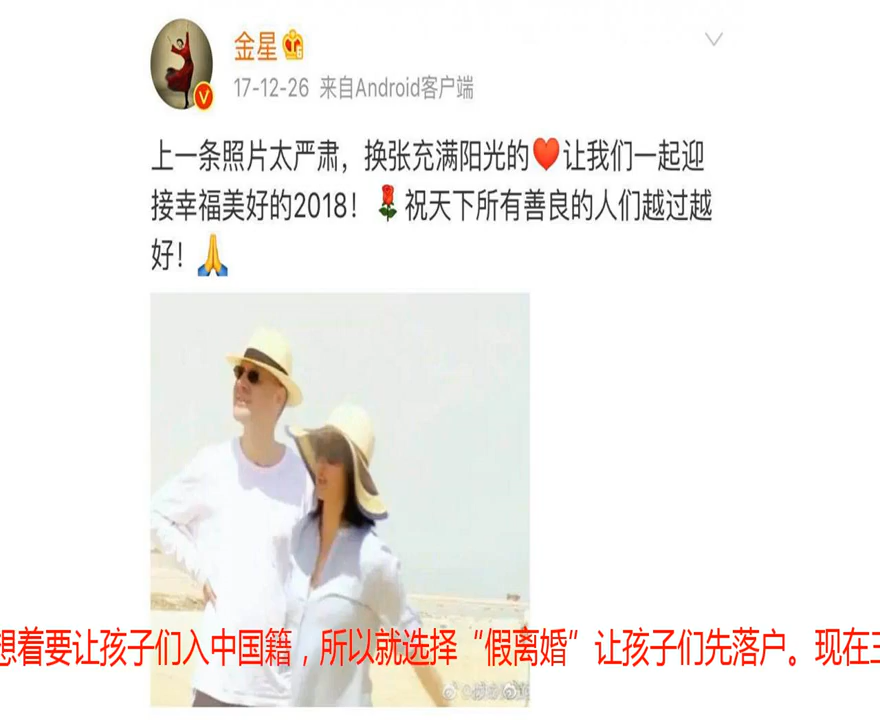 金星
17-12-26 来自Android客户端
上一条照片太严肃，换张充满阳光的❤️让我们一起迎
接幸福美好的2018！🌹祝天下所有善良的人们越过越
好！🙏
想着要让孩子们入中国籍，所以就选择“假离婚”让孩子们先落户。现在三